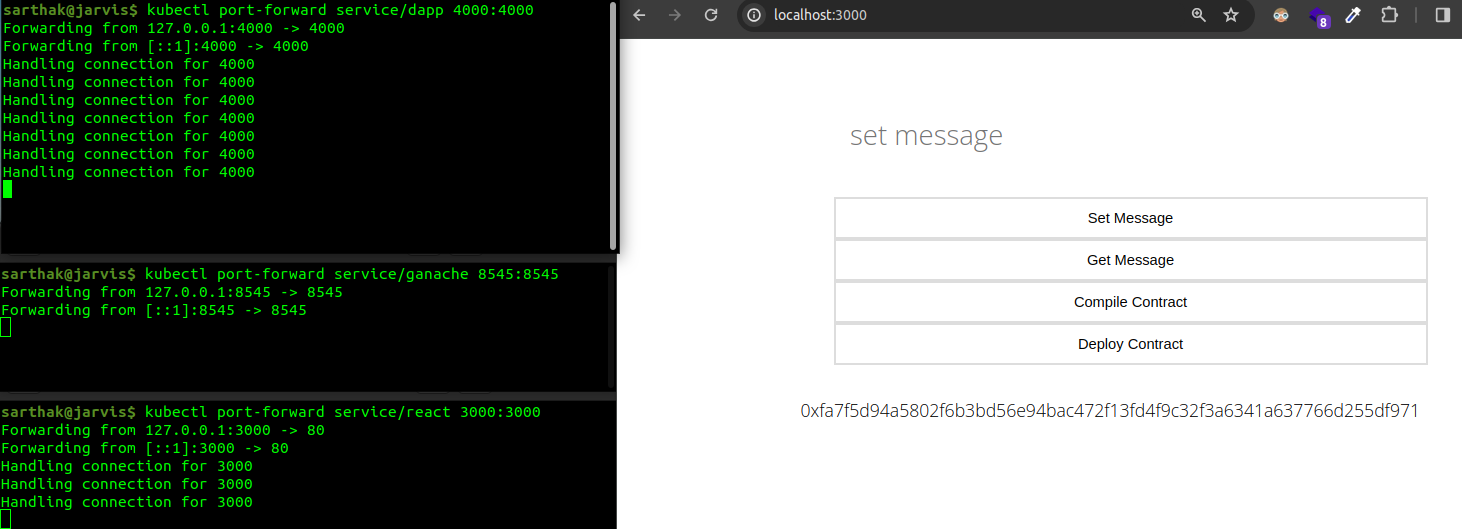 sarthak@jarvis$ kubectl port-forward service/dapp 4000:4000
Forwarding from 127.0.0.1:4000 -> 4000
Forwarding from [::1]:4000 -> 4000
Handling connection for 4000
Handling connection for 4000
Handling connection for 4000
Handling connection for 4000
Handling connection for 4000
Handling connection for 4000
Handling connection for 4000
sarthak@jarvis$ kubectl port-forward service/ganache 8545:8545
Forwarding from 127.0.0.1:8545 -> 8545
Forwarding from [::1]:8545 -> 8545
sarthak@jarvis$ kubectl port-forward service/react 3000:3000
Forwarding from 127.0.0.1:3000 -> 80
Forwarding from [::1]:3000 -> 80
Handling connection for 3000
Handling connection for 3000
Handling connection for 3000
localhost:3000
8
set message
Set Message
Get Message
Compile Contract
Deploy Contract
0xfa7f5d94a5802f6b3bd56e94bac472f13fd4f9c32f3a6341a637766d255df971